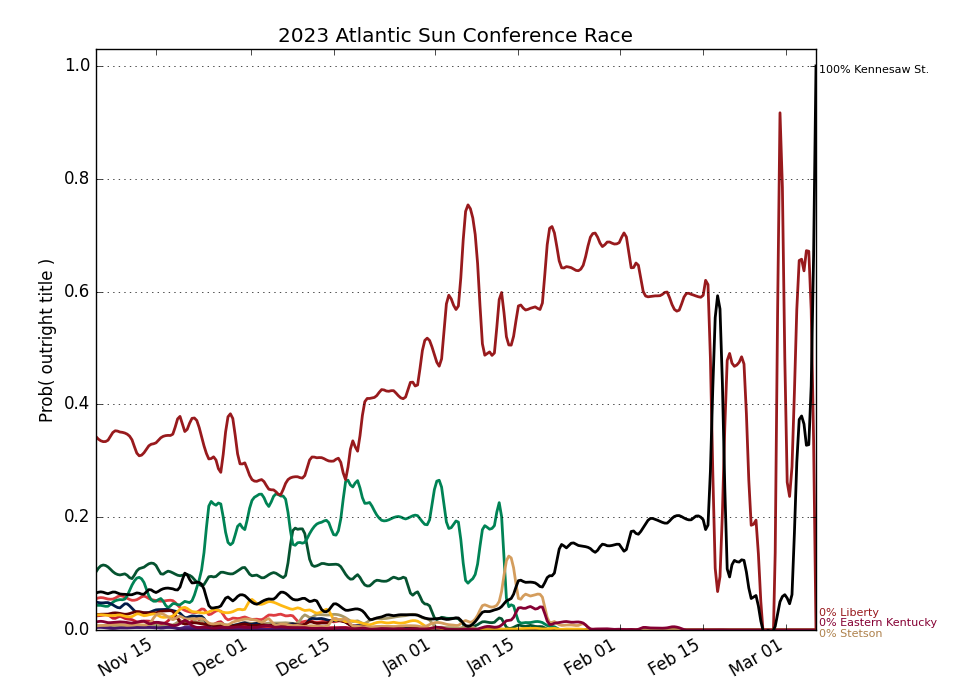 2023 Atlantic Sun Conference Race
Prob( outright title )
1.0
0.8
0.6
0.4
0.2
0.0
Nov 15
Dec 01
Dec 15
Jan 01
Jan 15
Feb 01
Feb 15
Mar 01
100% Kennesaw St.
0% Liberty
0% Eastern Kentucky
0% Stetson